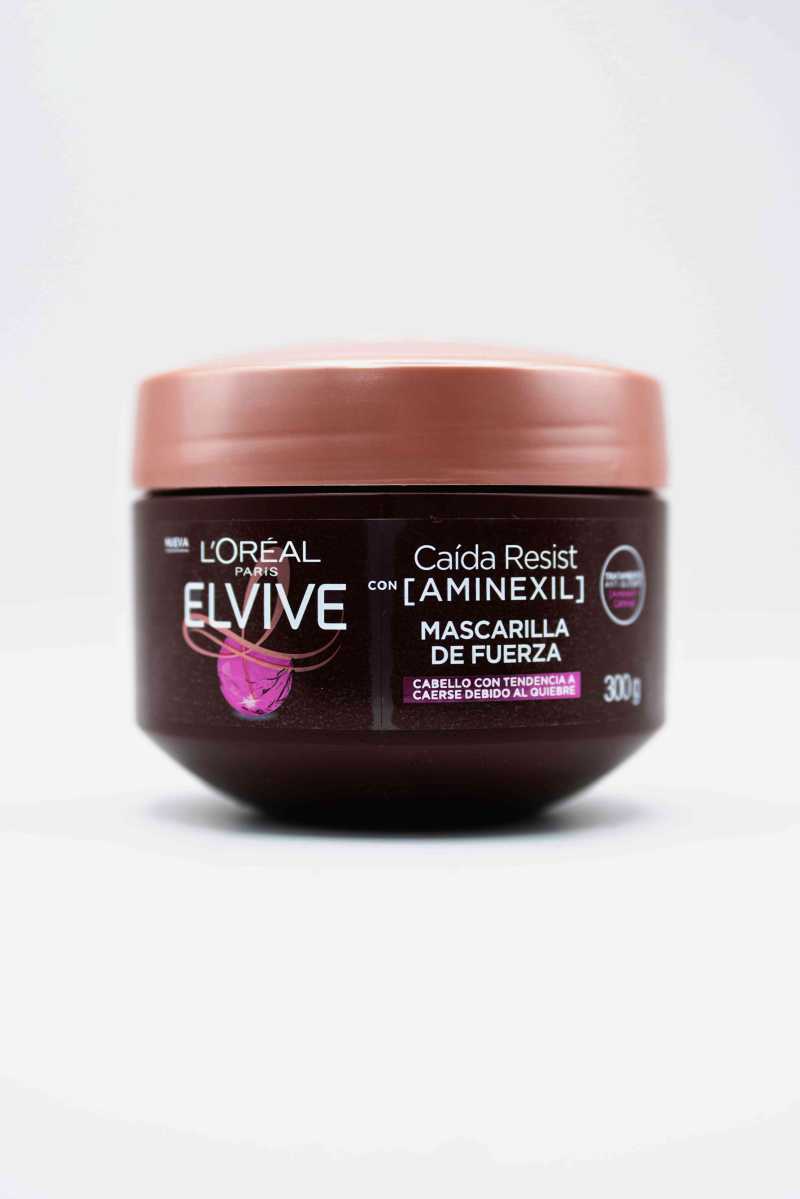 NUEVA
L'ORÉAL
PARIS
ELVIVE
Caída Resist
CON [AMINEXIL]
MASCARILLA
DE FUERZA
CABELLO CON TENDENCIA A
CAERSE DEBIDO AL QUIEBRE
TRATAMIENTO
300g